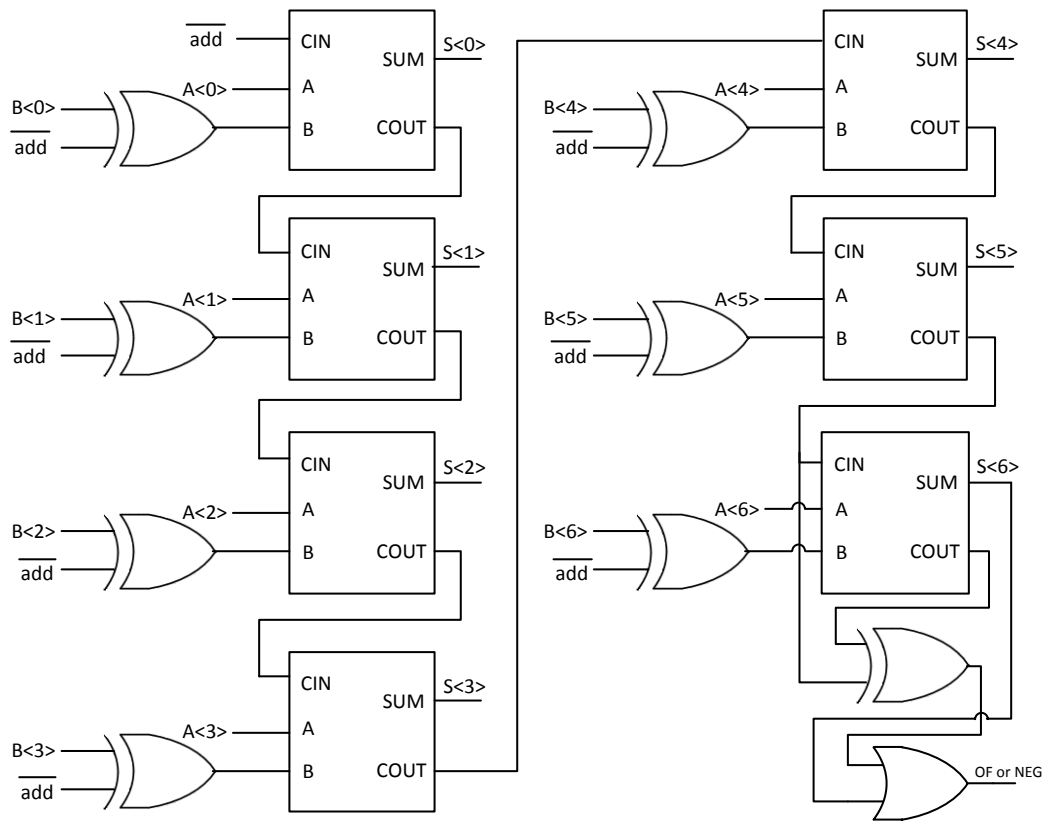 add CIN SUM S<0>
B<0> A<0> A
add B COUT
CIN SUM S<1>
B<1> A<1> A
add B COUT
CIN SUM S<2>
B<2> A<2> A
add B COUT
CIN SUM S<3>
B<3> A<3> A
add B COUT
CIN SUM S<4>
B<4> A<4> A
add B COUT
CIN SUM S<5>
B<5> A<5> A
add B COUT
CIN SUM S<6>
B<6> A<6> A
add B COUT
OF or NEG